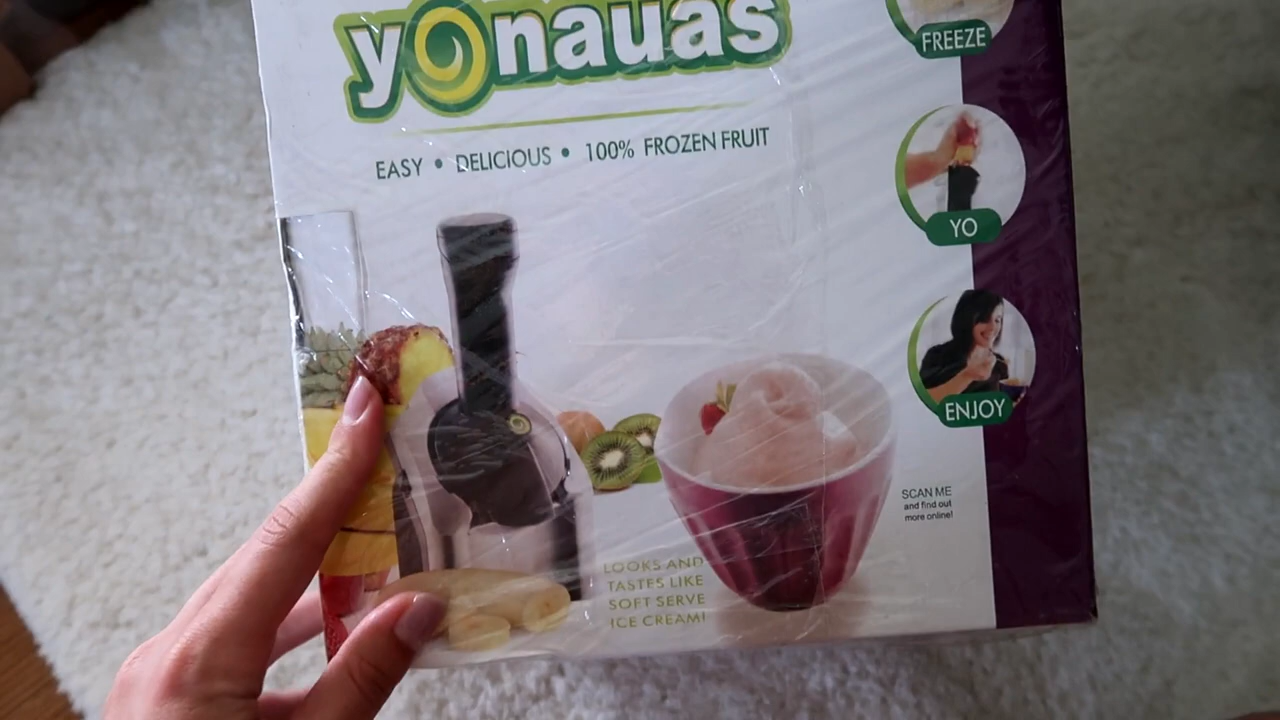 yonauas
EASY • DELICIOUS • 100% FROZEN FRUIT
FREEZE
YO
ENJOY
SCAN ME
and find out
more online!
LOOKS AND
TASTES LIKE
SOFT SERVE
ICE CREAM!